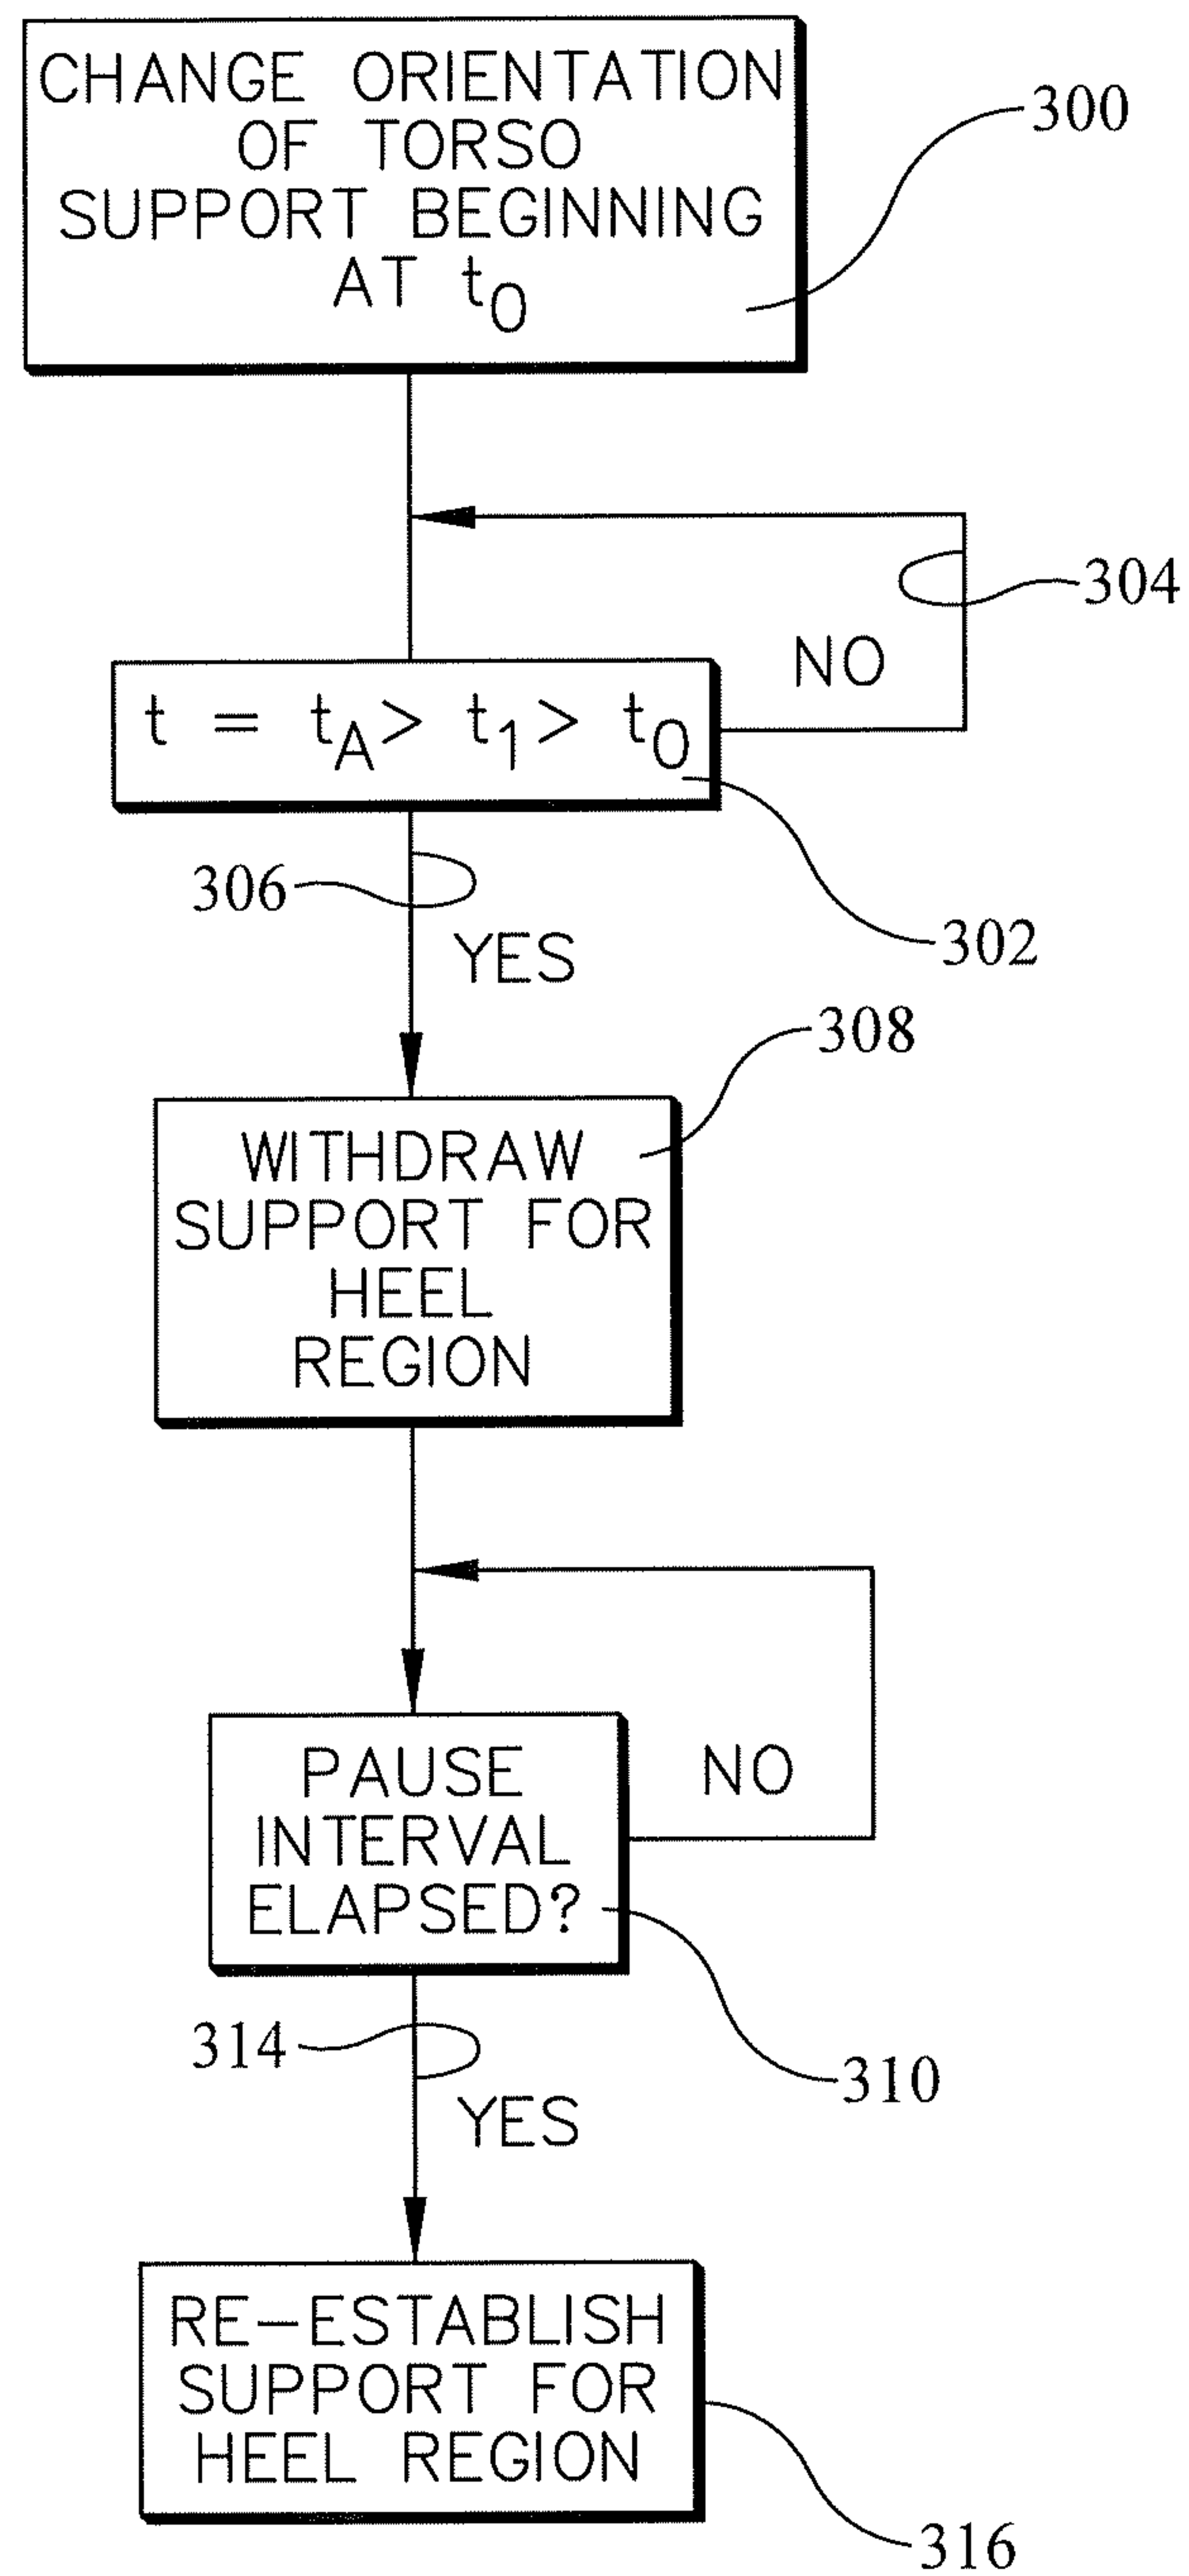 CHANGE ORIENTATION
OF TORSO
SUPPORT BEGINNING
AT t0
300
304
NO
t = tA> t1> t0
306
302
YES
308
WITHDRAW
SUPPORT FOR
HEEL
REGION
PAUSE
INTERVAL
ELAPSED?
NO
314
310
YES
RE-ESTABLISH
SUPPORT FOR
HEEL REGION
316